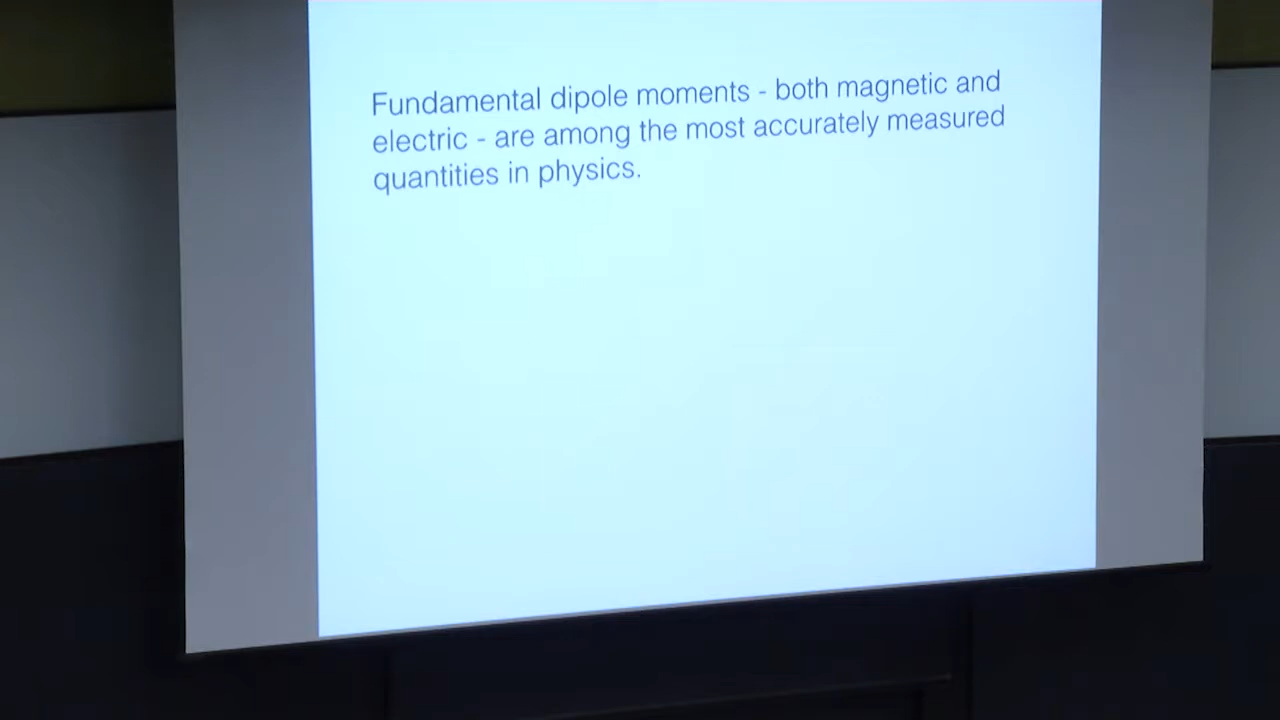 Fundamental dipole moments - both magnetic and
electric - are among the most accurately measured
quantities in physics.